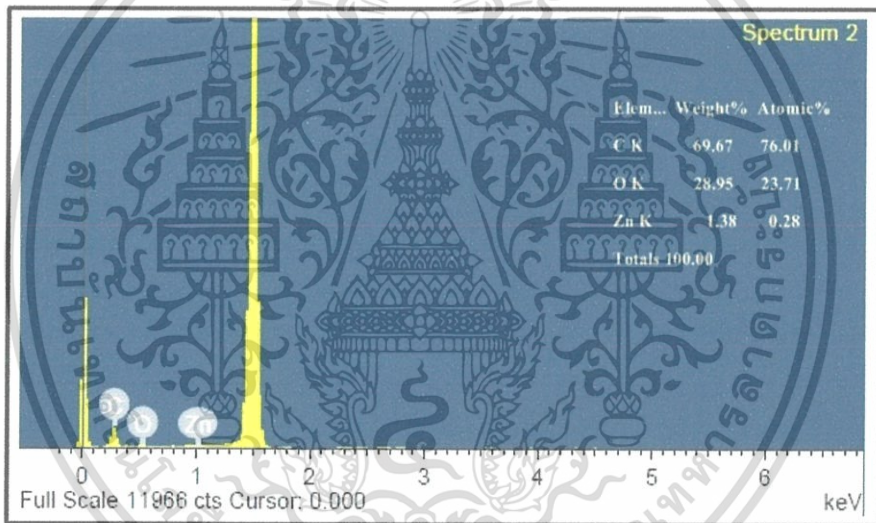 Spectrum 2
Elem... Weight% Atomic%
C K 69.67 76.01
O K 28.95 23.71
Zn K 1.38 0.28
Totals 100.00
Zn
0 1 2 3 4 5 6
Full Scale 11966 cts Cursor: 0.000 keV